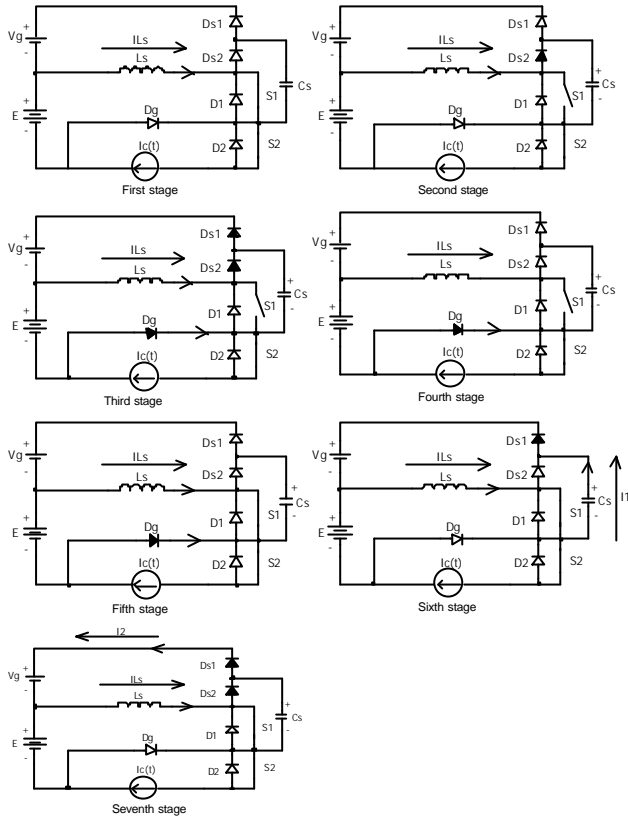 Vg + - ILs Ls Ds1 Ds2 D1 D2 S1 S2 Cs + - E + - Dg Ic(t)
First stage
Vg + - ILs Ls Ds1 Ds2 D1 D2 S1 S2 Cs + - E + - Dg Ic(t)
Second stage
Vg + - ILs Ls Ds1 Ds2 D1 D2 S1 S2 Cs + - E + - Dg Ic(t)
Third stage
Vg + - ILs Ls Ds1 Ds2 D1 D2 S1 S2 Cs + - E + - Dg Ic(t)
Fourth stage
Vg + - ILs Ls Ds1 Ds2 D1 D2 S1 S2 Cs + - E + - Dg Ic(t)
Fifth stage
Vg + - ILs Ls Ds1 Ds2 D1 D2 S1 S2 Cs + - I1 E + - Dg Ic(t)
Sixth stage
I2 Vg + - ILs Ls Ds1 Ds2 D1 D2 S1 S2 Cs + - E + - Dg Ic(t)
Seventh stage